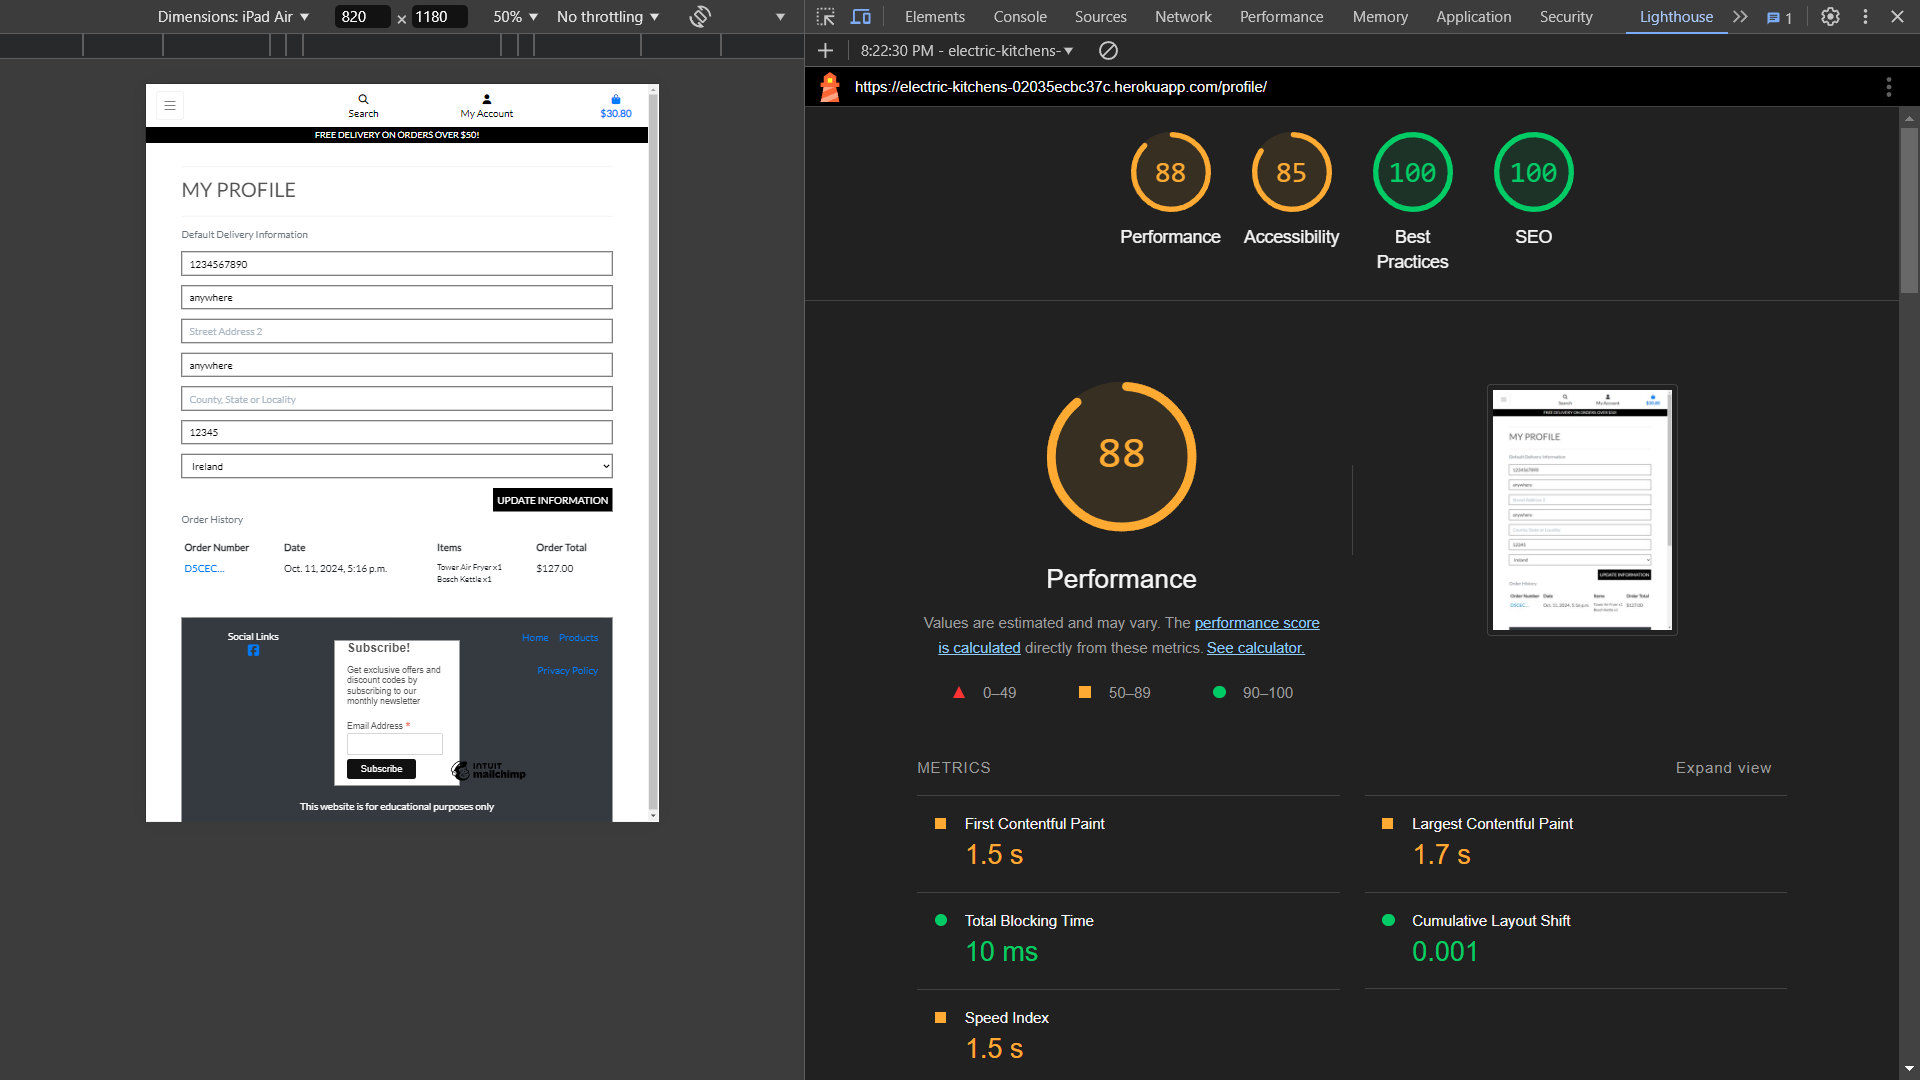 Dimensions: iPad Air 820 × 1180 50% No throttling
Elements Console Sources Network Performance Memory Application Security Lighthouse 1
8:22:30 PM - electric-kitchens-
https://electric-kitchens-02035ecbc37c.herokuapp.com/profile/
Search
My Account
$30.80
FREE DELIVERY ON ORDERS OVER $50!
MY PROFILE
Default Delivery Information
1234567890
anywhere
Street Address 2
anywhere
County, State or Locality
12345
Ireland
UPDATE INFORMATION
Order History
Order Number Date Items Order Total
D5CEC... Oct. 11, 2024, 5:16 p.m. Tower Air Fryer x1 $127.00
Bosch Kettle x1
Social Links
Subscribe!
Get exclusive offers and
discount codes by
subscribing to our
monthly newsletter
Email Address *
Subscribe
INTUIT
mailchimp
Home Products
Privacy Policy
This website is for educational purposes only
88 85 100 100
Performance Accessibility Best Practices SEO
88
Performance
Values are estimated and may vary. The performance score
is calculated directly from these metrics. See calculator.
0–49 50–89 90–100
MY PROFILE
METRICS Expand view
First Contentful Paint
1.5 s
Largest Contentful Paint
1.7 s
Total Blocking Time
10 ms
Cumulative Layout Shift
0.001
Speed Index
1.5 s